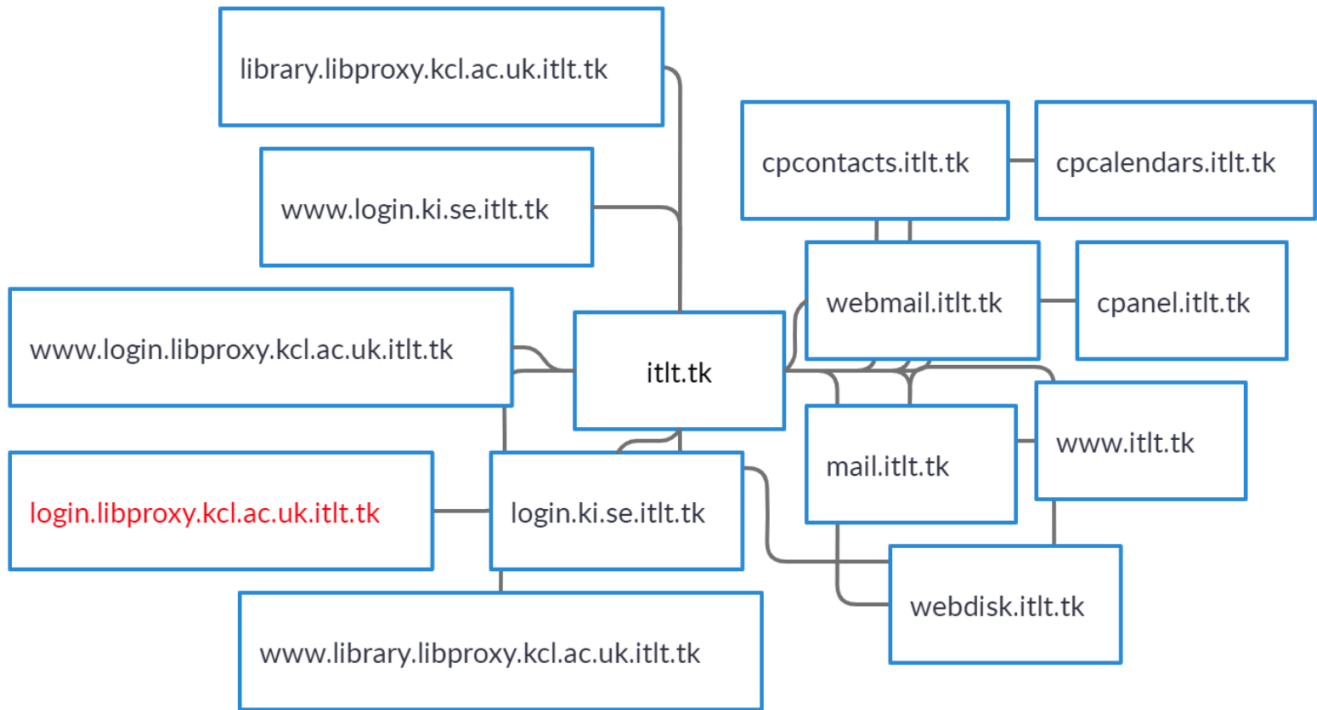 library.libproxy.kcl.ac.uk.itlt.tk
cpcontacts.itlt.tk
cpcalendars.itlt.tk
www.login.ki.se.itlt.tk
webmail.itlt.tk
cpanel.itlt.tk
www.login.libproxy.kcl.ac.uk.itlt.tk
itlt.tk
www.itlt.tk
mail.itlt.tk
login.libproxy.kcl.ac.uk.itlt.tk
login.ki.se.itlt.tk
webdisk.itlt.tk
www.library.libproxy.kcl.ac.uk.itlt.tk